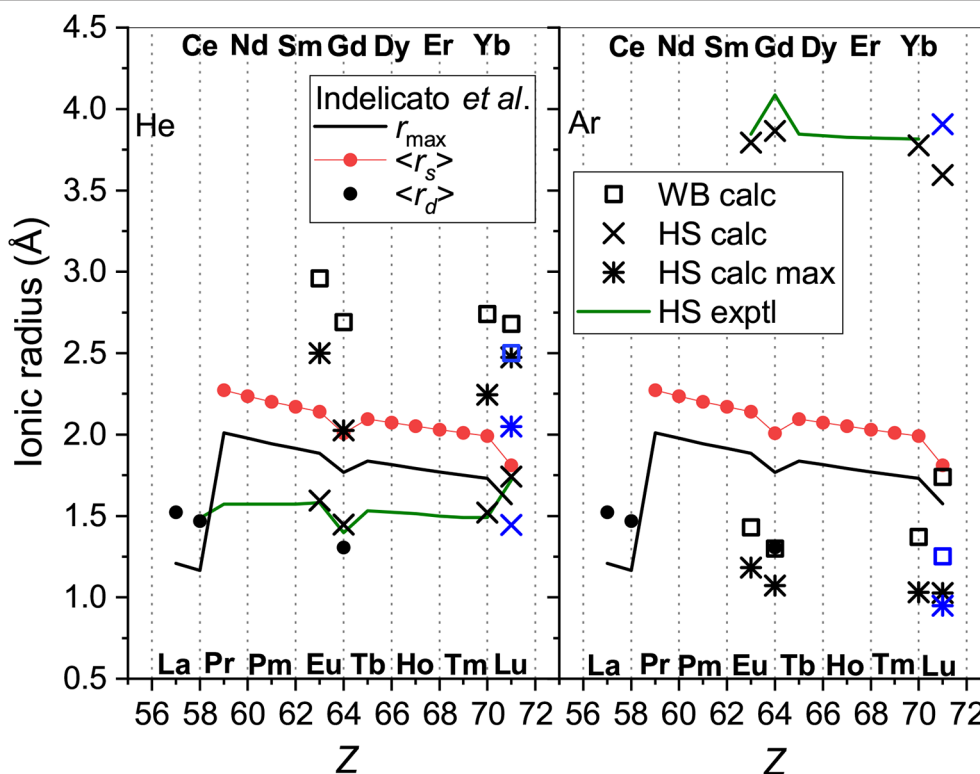 4.5
4.0
3.5
3.0
2.5
2.0
1.5
1.0
0.5
Ionic radius (Å)
Ce Nd Sm Gd Dy Er Yb
He
Indelicato et al.
r_max
<r_s>
<r_d>
La Pr Pm Eu Tb Ho Tm Lu
56 58 60 62 64 66 68 70 72
Z
Ce Nd Sm Gd Dy Er Yb
Ar
WB calc
HS calc
HS calc max
HS exptl
La Pr Pm Eu Tb Ho Tm Lu
56 58 60 62 64 66 68 70 72
Z